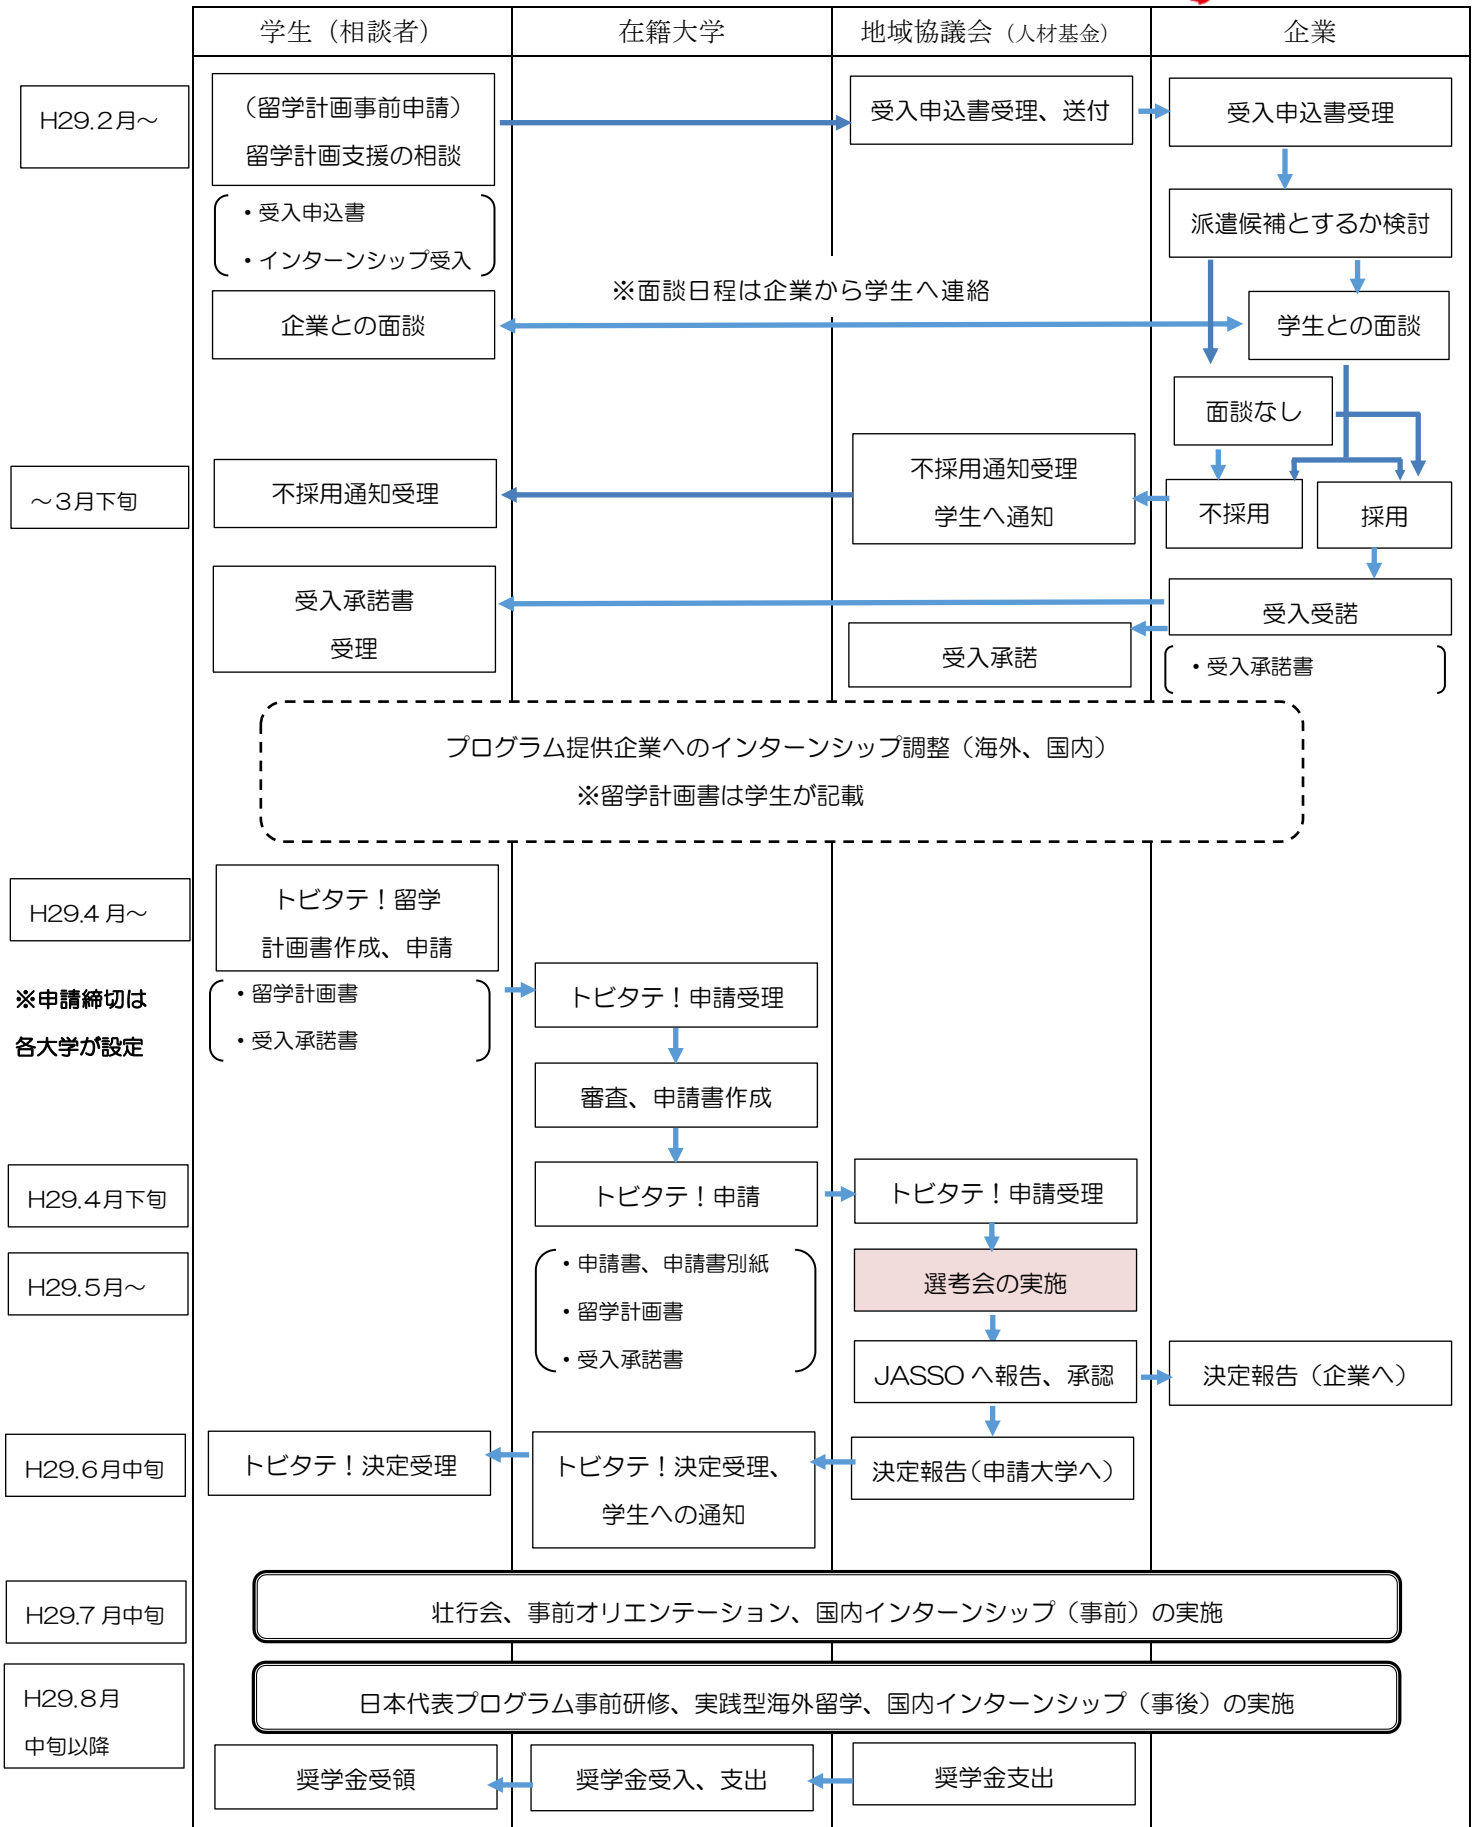 学生（相談者）
在籍大学
地域協議会（人材基金）
企業
H29.2月～
（留学計画事前申請）
留学計画支援の相談
受入申込書受理、送付
受入申込書受理
・受入申込書
・インターンシップ受入
派遣候補とするか検討
※面談日程は企業から学生へ連絡
企業との面談
学生との面談
面談なし
～３月下旬
不採用通知受理
不採用通知受理
学生へ通知
不採用
採用
受入承諾書
受理
受入承諾
受入受諾
・受入承諾書
プログラム提供企業へのインターンシップ調整（海外、国内）
※留学計画書は学生が記載
H29.4月～
トビタテ！留学
計画書作成、申請
※申請締切は
各大学が設定
・留学計画書
・受入承諾書
トビタテ！申請受理
審査、申請書作成
H29.4月下旬
トビタテ！申請
トビタテ！申請受理
H29.5月～
・申請書、申請書別紙
・留学計画書
・受入承諾書
選考会の実施
JASSOへ報告、承認
決定報告（企業へ）
H29.6月中旬
トビタテ！決定受理
トビタテ！決定受理、
学生への通知
決定報告（申請大学へ）
H29.7月中旬
壮行会、事前オリエンテーション、国内インターンシップ（事前）の実施
H29.8月
中旬以降
日本代表プログラム事前研修、実践型海外留学、国内インターンシップ（事後）の実施
奨学金受領
奨学金受入、支出
奨学金支出